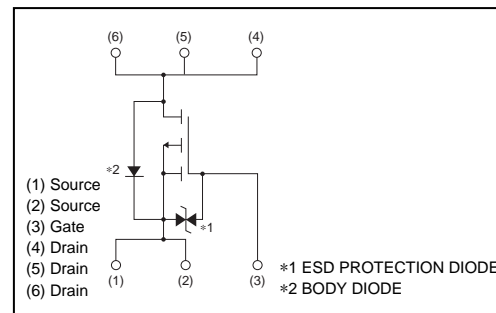 (6) (5) (4)
∗2
∗1
(1) Source
(2) Source
(3) Gate
(4) Drain
(5) Drain
(6) Drain
(1) (2) (3)
∗1 ESD PROTECTION DIODE
∗2 BODY DIODE